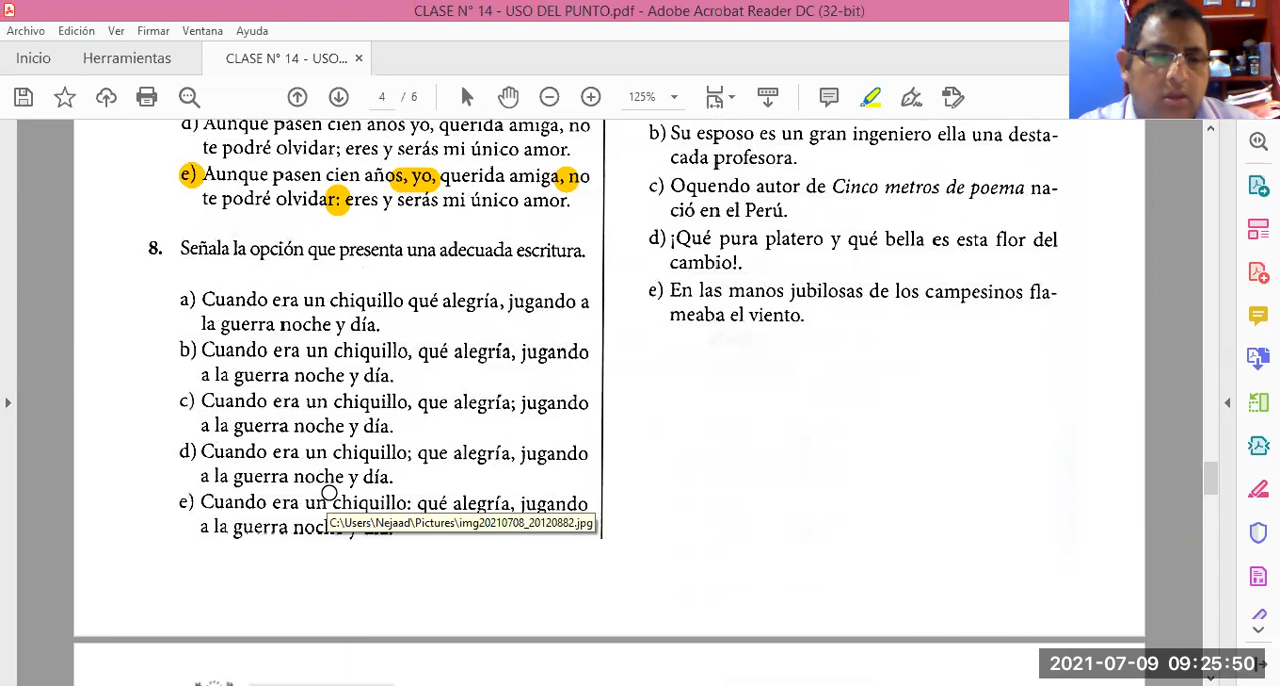 CLASE N° 14 - USO DEL PUNTO.pdf - Adobe Acrobat Reader DC (32-bit)
Archivo Edición Ver Firmar Ventana Ayuda
Inicio Herramientas CLASE N° 14 - USO... ×
4 / 6 125%
d) Aunque pasen cien años yo, querida amiga, no
te podré olvidar; eres y serás mi único amor.
e) Aunque pasen cien años, yo, querida amiga, no
te podré olvidar: eres y serás mi único amor.
8. Señala la opción que presenta una adecuada escritura.
a) Cuando era un chiquillo qué alegría, jugando a
la guerra noche y día.
b) Cuando era un chiquillo, qué alegría, jugando
a la guerra noche y día.
c) Cuando era un chiquillo, que alegría; jugando
a la guerra noche y día.
d) Cuando era un chiquillo; que alegría, jugando
a la guerra noche y día.
e) Cuando era un chiquillo: qué alegría, jugando
a la guerra noche y día.
C:\Users\Nejaad\Pictures\img20210708_20120882.jpg
b) Su esposo es un gran ingeniero ella una desta-
cada profesora.
c) Oquendo autor de Cinco metros de poema na-
ció en el Perú.
d) ¡Qué pura platero y qué bella es esta flor del
cambio!.
e) En las manos jubilosas de los campesinos fla-
meaba el viento.
2021-07-09 09:25:50